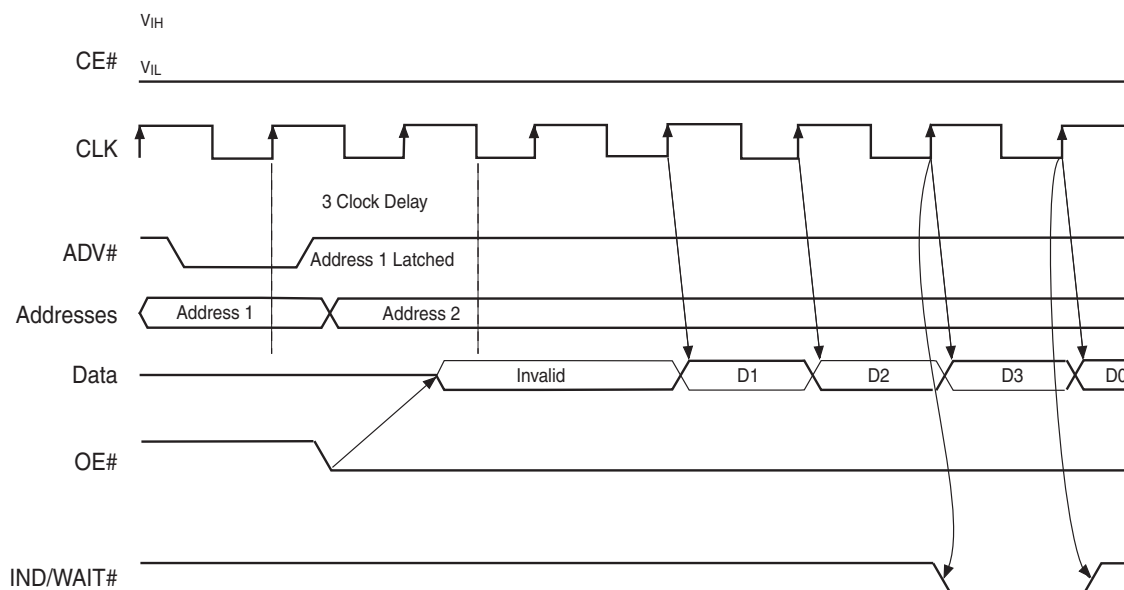 VIH
CE#
VIL
CLK
3 Clock Delay
ADV#
Address 1 Latched
Addresses
Address 1
Address 2
Data
Invalid
D1
D2
D3
D0
OE#
IND/WAIT#